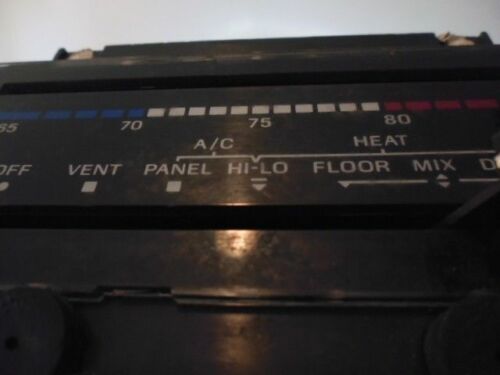 65 70 75 80
A/C HEAT
OFF VENT PANEL HI-LO FLOOR MIX D